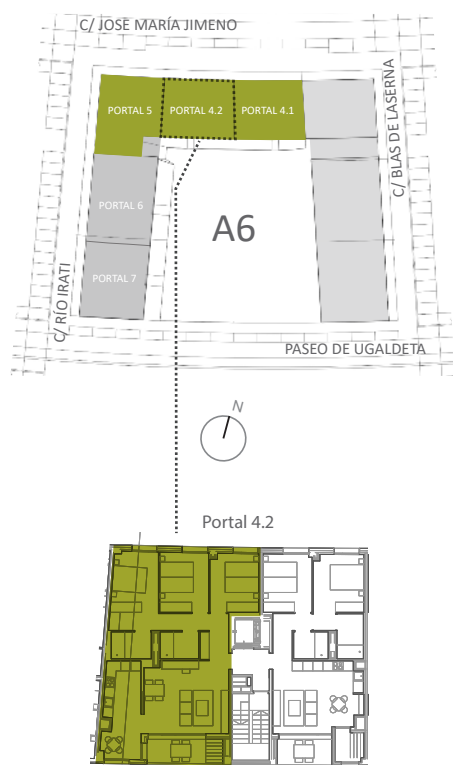 C/ JOSE MARÍA JIMENO
PORTAL 5
PORTAL 4.2
PORTAL 4.1
C/ BLAS DE LASERNA
PORTAL 6
A6
PORTAL 7
C/ RÍO IRATI
PASEO DE UGALDETA
N
Portal 4.2